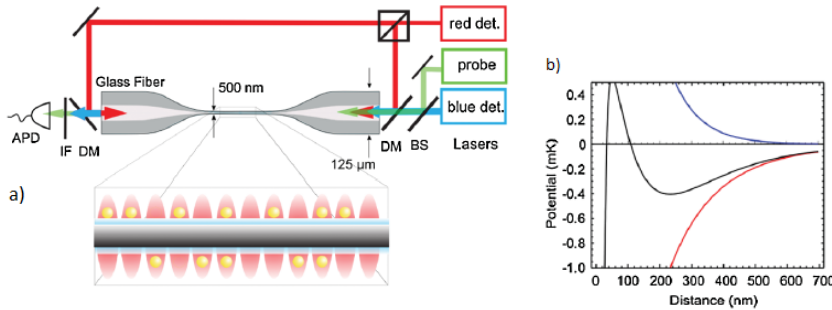 red det.
b)
probe
Glass Fiber
500 nm
blue det.
APD
IF DM
DM
BS
Lasers
125 µm
a)
Potential (mK)
0.4
0.2
0
-0.2
-0.4
-0.6
-0.8
-1.0
0 100 200 300 400 500 600 700
Distance (nm)